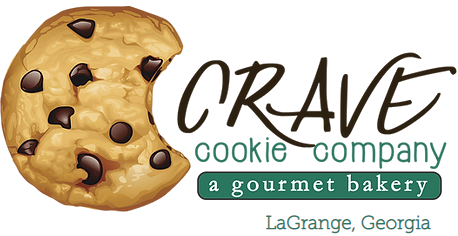 CRAVE
cookie company
a gourmet bakery
LaGrange, Georgia